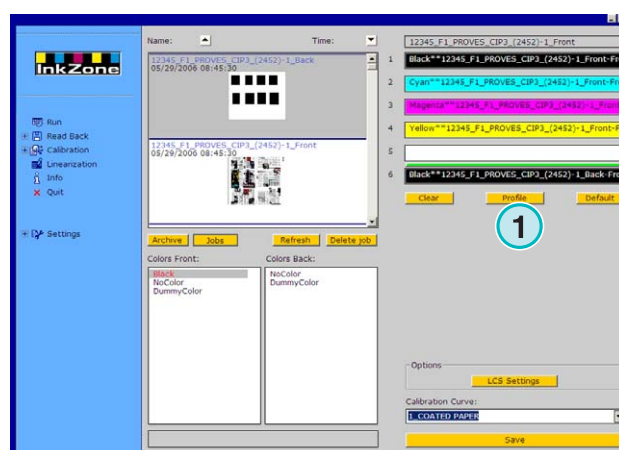 InkZone
Run
Read Back
Calibration
Linearization
Info
Quit
Settings
Name:
Time:
12345_F1_PROVES_CIP3_(2452)-1_Back
05/29/2006 08:45:30
12345_F1_PROVES_CIP3_(2452)-1_Front
05/29/2006 08:45:30
Archive
Jobs
Refresh
Delete job
Colors Front:
Colors Back:
Black
NoColor
DummyColor
NoColor
DummyColor
12345_F1_PROVES_CIP3_(2452)-1_Front
1 Black**12345_F1_PROVES_CIP3_(2452)-1_Front-Fr
2 Cyan**12345_F1_PROVES_CIP3_(2452)-1_Front-Fro
3 Magenta**12345_F1_PROVES_CIP3_(2452)-1_Front-
4 Yellow**12345_F1_PROVES_CIP3_(2452)-1_Front-F
5
6 Black**12345_F1_PROVES_CIP3_(2452)-1_Back-Fro
Clear
Profile
Default
1
Options
LCS Settings
Calibration Curve:
1_COATED PAPER
Save